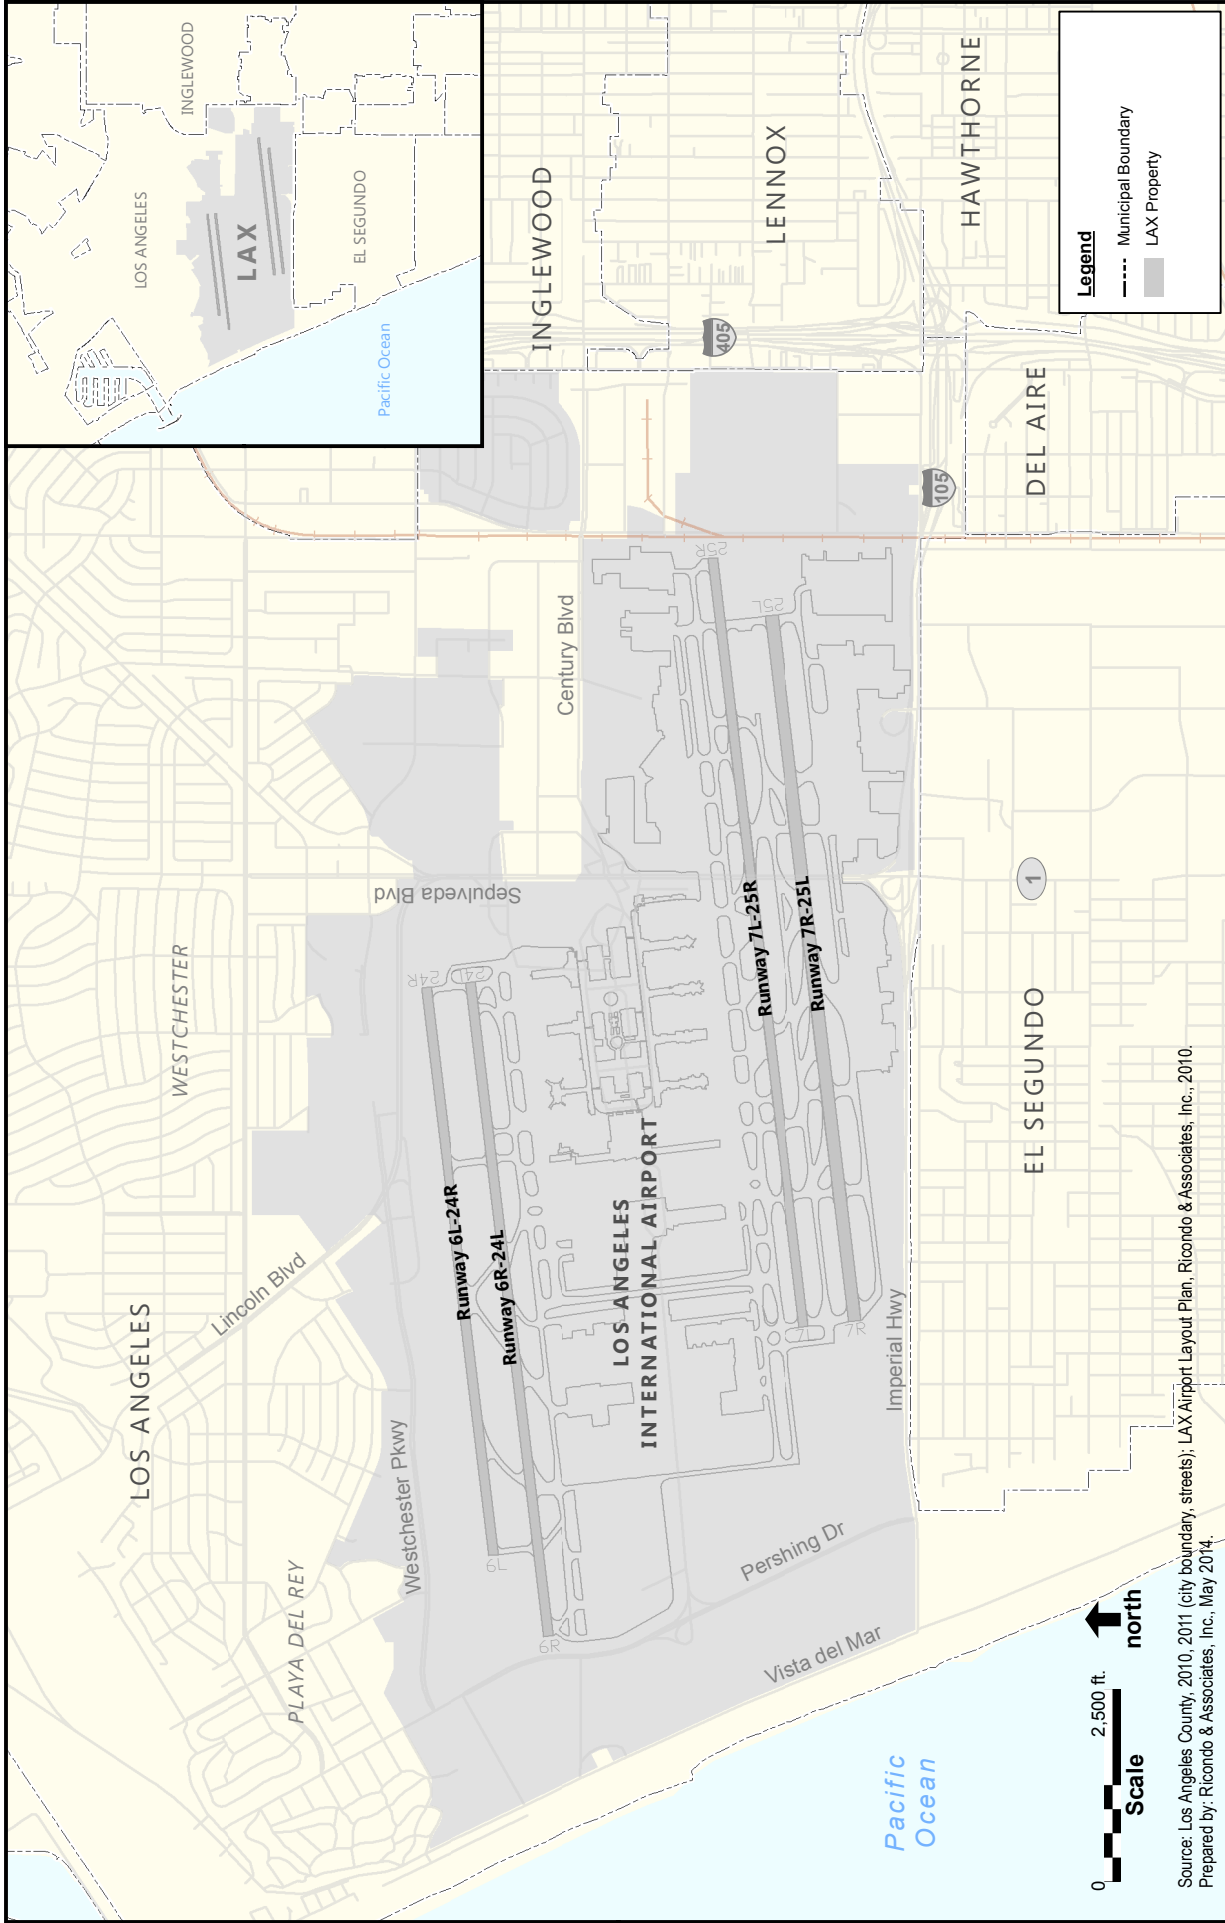 LOS ANGELES
INGLEWOOD
LAX
EL SEGUNDO
Pacific Ocean
LOS ANGELES
WESTCHESTER
PLAYA DEL REY
Lincoln Blvd
Westchester Pkwy
Sepulveda Blvd
Century Blvd
INGLEWOOD
LENNOX
HAWTHORNE
DEL AIRE
EL SEGUNDO
405
105
1
24R
24L
Runway 6L-24R
Runway 6R-24L
6L
6R
LOS ANGELES
INTERNATIONAL AIRPORT
25R
25L
Runway 7L-25R
Runway 7R-25L
7L
7R
Imperial Hwy
Pershing Dr
Vista del Mar
Pacific
Ocean
Legend
Municipal Boundary
LAX Property
0 2,500 ft.
Scale
north
Source: Los Angeles County, 2010, 2011 (city boundary, streets); LAX Airport Layout Plan, Ricondo & Associates, Inc., 2010.
Prepared by: Ricondo & Associates, Inc., May 2014.